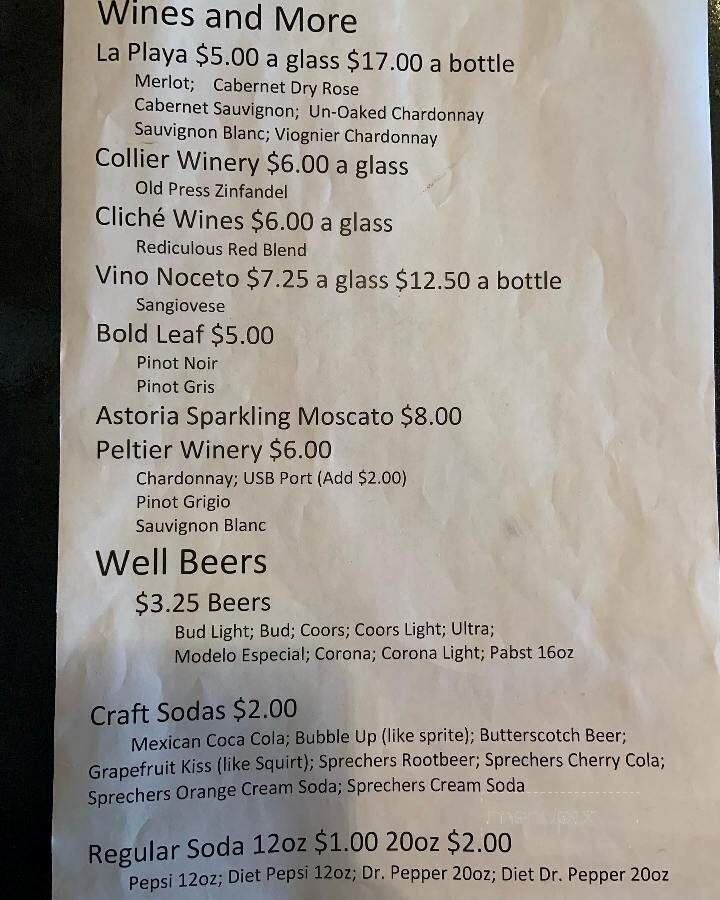 Wines and More
La Playa $5.00 a glass $17.00 a bottle
Merlot; Cabernet Dry Rose
Cabernet Sauvignon; Un-Oaked Chardonnay
Sauvignon Blanc; Viognier Chardonnay
Collier Winery $6.00 a glass
Old Press Zinfandel
Cliché Wines $6.00 a glass
Rediculous Red Blend
Vino Noceto $7.25 a glass $12.50 a bottle
Sangiovese
Bold Leaf $5.00
Pinot Noir
Pinot Gris
Astoria Sparkling Moscato $8.00
Peltier Winery $6.00
Chardonnay; USB Port (Add $2.00)
Pinot Grigio
Sauvignon Blanc
Well Beers
$3.25 Beers
Bud Light; Bud; Coors; Coors Light; Ultra;
Modelo Especial; Corona; Corona Light; Pabst 16oz
Craft Sodas $2.00
Mexican Coca Cola; Bubble Up (like sprite); Butterscotch Beer;
Grapefruit Kiss (like Squirt); Sprechers Rootbeer; Sprechers Cherry Cola;
Sprechers Orange Cream Soda; Sprechers Cream Soda
Regular Soda 12oz $1.00 20oz $2.00
Pepsi 12oz; Diet Pepsi 12oz; Dr. Pepper 20oz; Diet Dr. Pepper 20oz